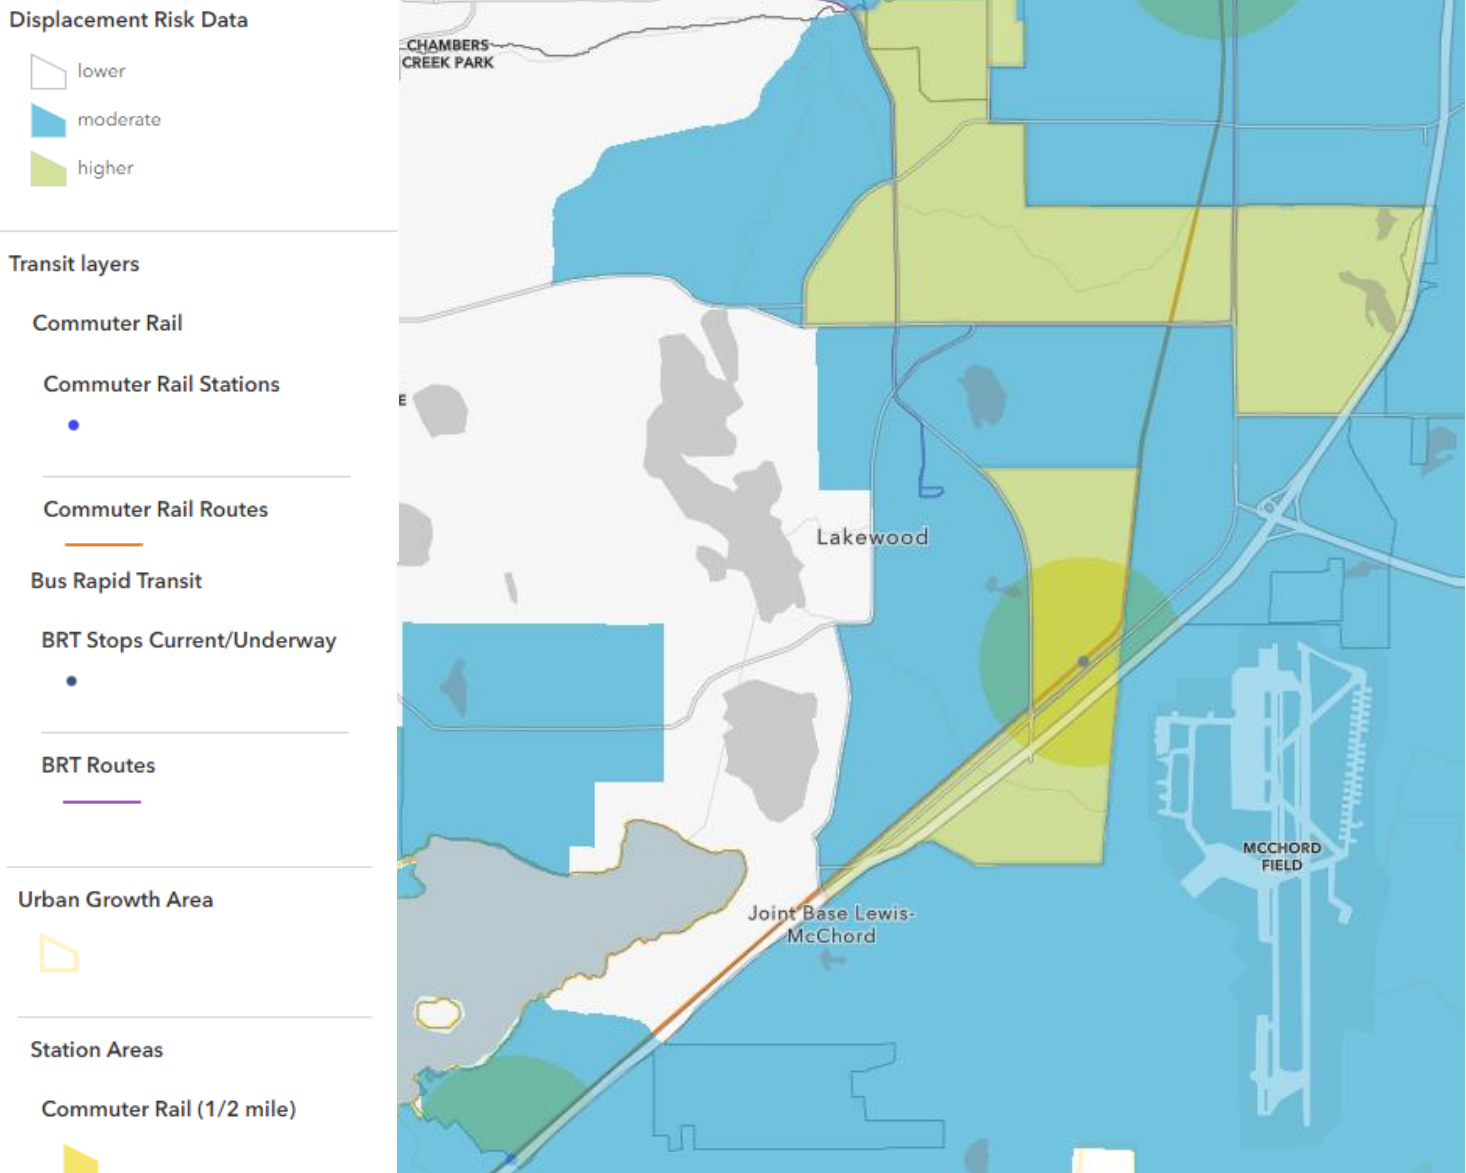 Displacement Risk Data
lower
moderate
higher
Transit layers
Commuter Rail
Commuter Rail Stations
Commuter Rail Routes
Bus Rapid Transit
BRT Stops Current/Underway
BRT Routes
Urban Growth Area
Station Areas
Commuter Rail (1/2 mile)
CHAMBERS
CREEK PARK
E
Lakewood
MCCHORD
FIELD
Joint Base Lewis-
McChord